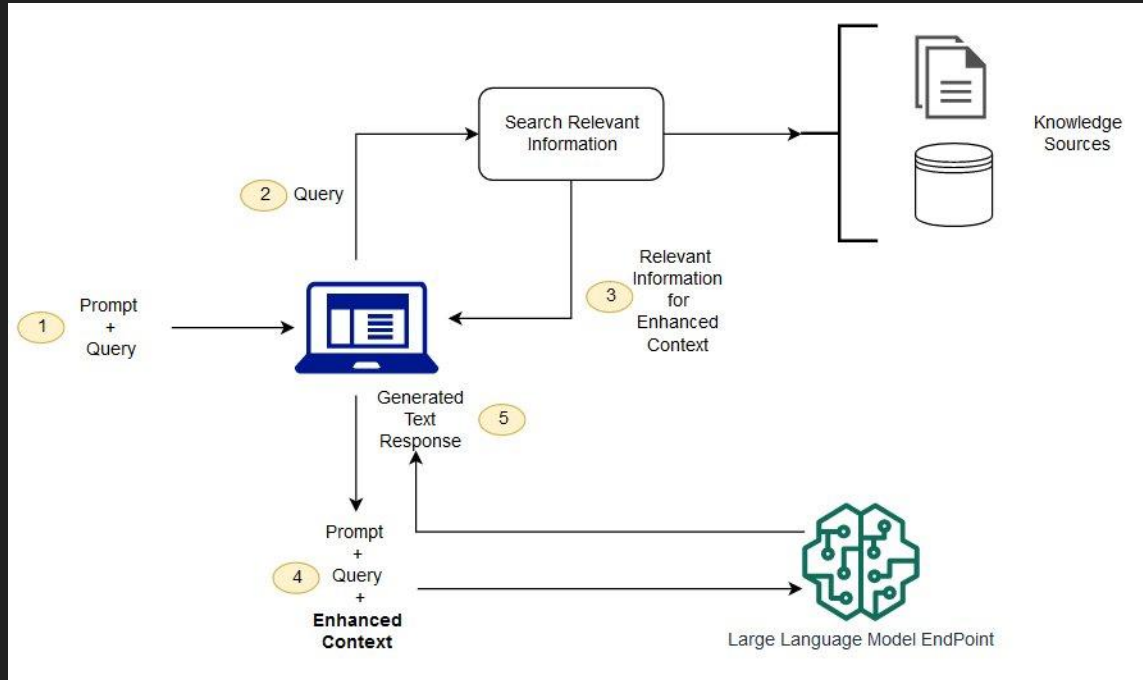 Search Relevant
Information
Knowledge
Sources
2
Query
Relevant
Information
for
Enhanced
Context
3
1
Prompt
+
Query
Generated
Text
Response
5
Prompt
+
Query
+
Enhanced
Context
4
Large Language Model EndPoint